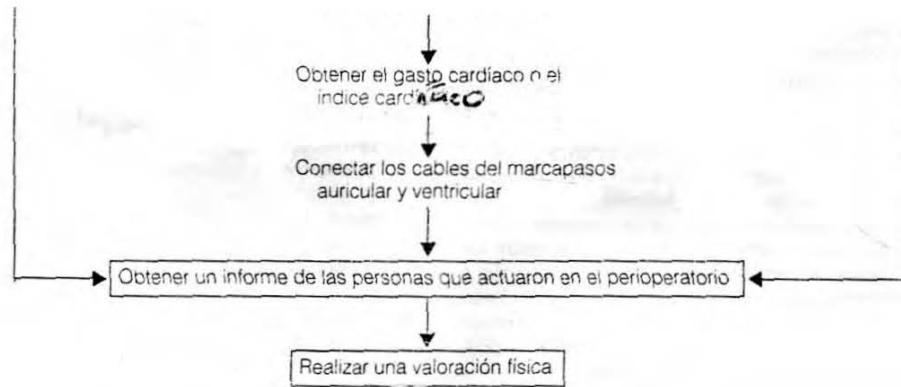 Obtener el gasto cardíaco o el
índice cardíaco
Conectar los cables del marcapasos
auricular y ventricular
Obtener un informe de las personas que actuaron en el perioperatorio
Realizar una valoración física